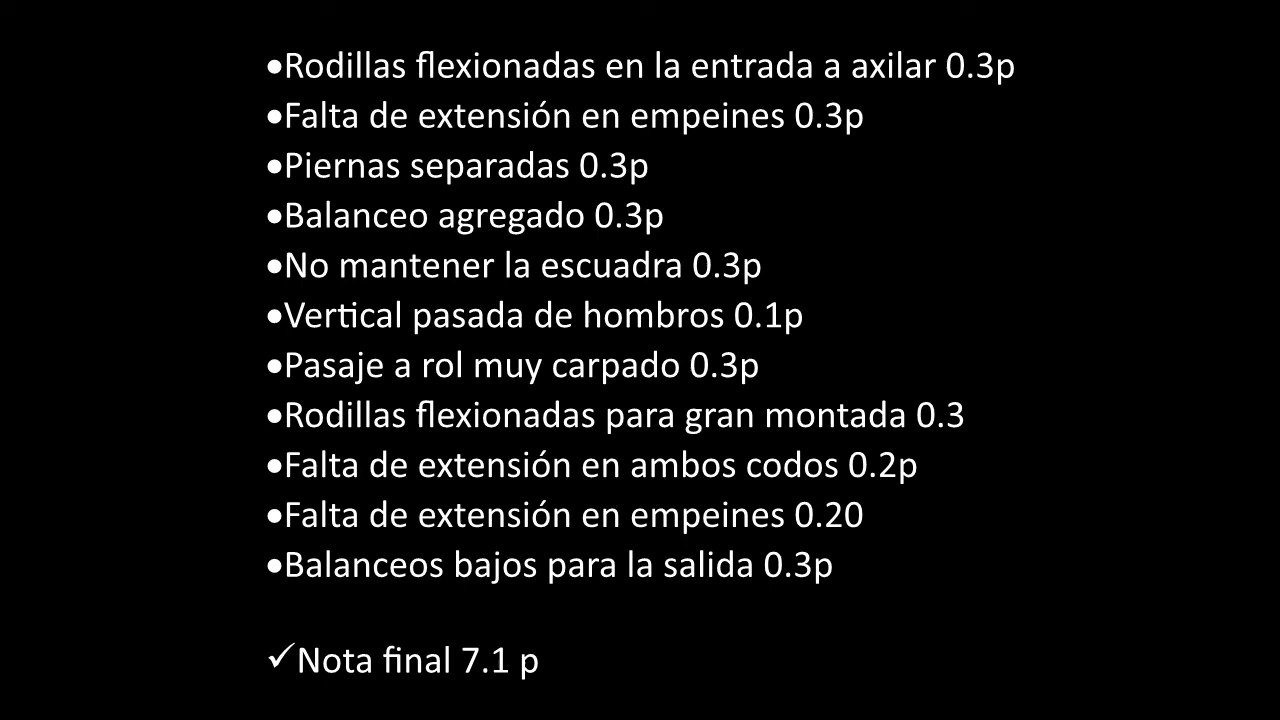 •Rodillas flexionadas en la entrada a axilar 0.3p
•Falta de extensión en empeines 0.3p
•Piernas separadas 0.3p
•Balanceo agregado 0.3p
•No mantener la escuadra 0.3p
•Vertical pasada de hombros 0.1p
•Pasaje a rol muy carpado 0.3p
•Rodillas flexionadas para gran montada 0.3
•Falta de extensión en ambos codos 0.2p
•Falta de extensión en empeines 0.20
•Balanceos bajos para la salida 0.3p
✓Nota final 7.1 p